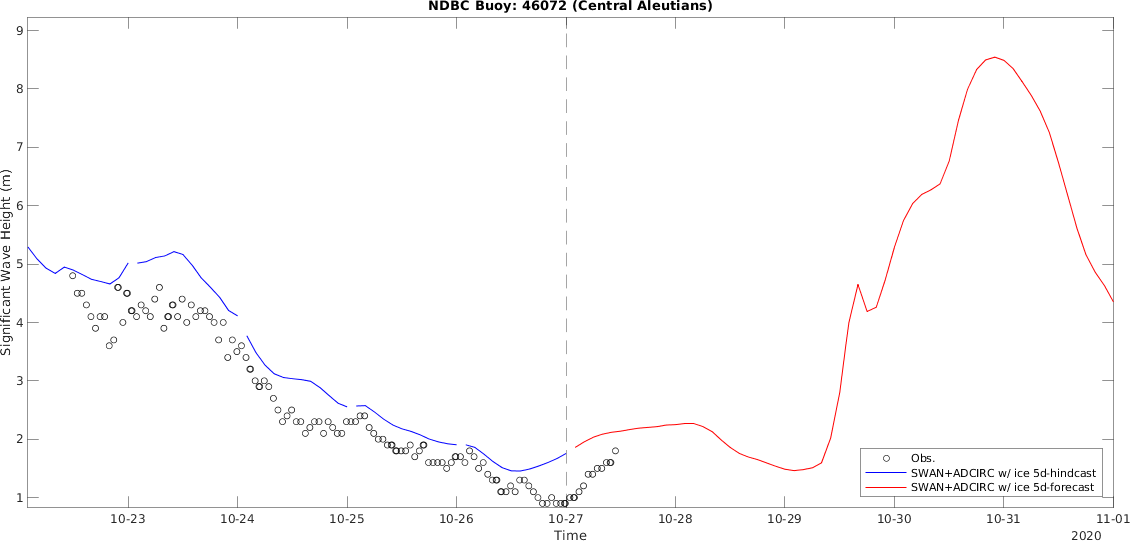 NDBC Buoy: 46072 (Central Aleutians)
Significant Wave Height (m)
9
8
7
6
5
4
3
2
1
Obs.
SWAN+ADCIRC w/ ice 5d-hindcast
SWAN+ADCIRC w/ ice 5d-forecast
10-23 10-24 10-25 10-26 10-27 10-28 10-29 10-30 10-31 11-01
Time
2020